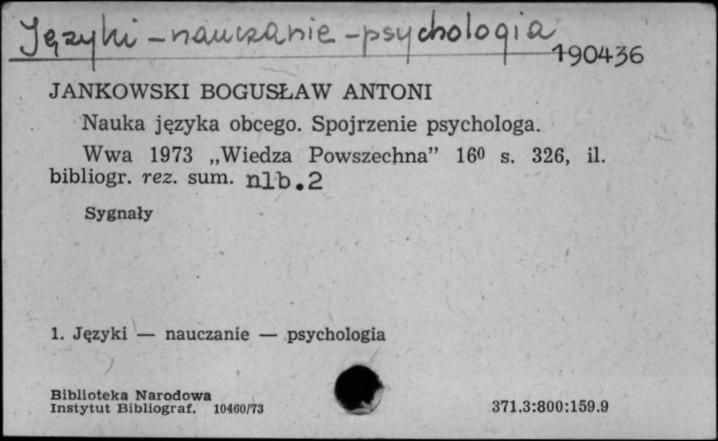 Języki - nauczanie - psychologia
190436
JANKOWSKI BOGUSŁAW ANTONI
Nauka języka obcego. Spojrzenie psychologa.
Wwa 1973 „Wiedza Powszechna” 16⁰ s. 326, il.
bibliogr. rez. sum. nlb.2
Sygnały
1. Języki — nauczanie — psychologia
Biblioteka Narodowa
Instytut Bibliograf. 10460/73
371.3:800:159.9